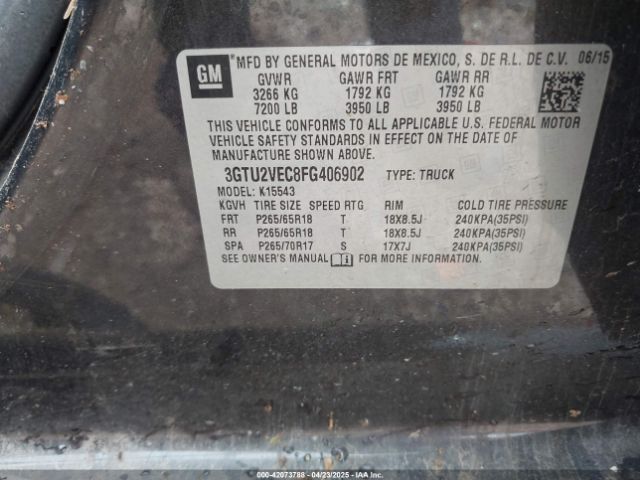 GM
MFD BY GENERAL MOTORS DE MEXICO, S. DE R.L. DE C.V. 06/15
GVWR GAWR FRT GAWR RR
3266 KG 1792 KG 1792 KG
7200 LB 3950 LB 3950 LB
THIS VEHICLE CONFORMS TO ALL APPLICABLE U.S. FEDERAL MOTOR
VEHICLE SAFETY STANDARDS IN EFFECT ON THE DATE OF
MANUFACTURE SHOWN ABOVE.
3GTU2VEC8FG406902 TYPE: TRUCK
MODEL: K15543
KGVH TIRE SIZE SPEED RTG RIM COLD TIRE PRESSURE
FRT P265/65R18 T 18X8.5J 240KPA(35PSI)
RR P265/65R18 T 18X8.5J 240KPA(35PSI)
SPA P265/70R17 S 17X7J 240KPA(35PSI)
SEE OWNER'S MANUAL FOR MORE INFORMATION.
000-42073788 - 04/23/2025 - IAAI.COM